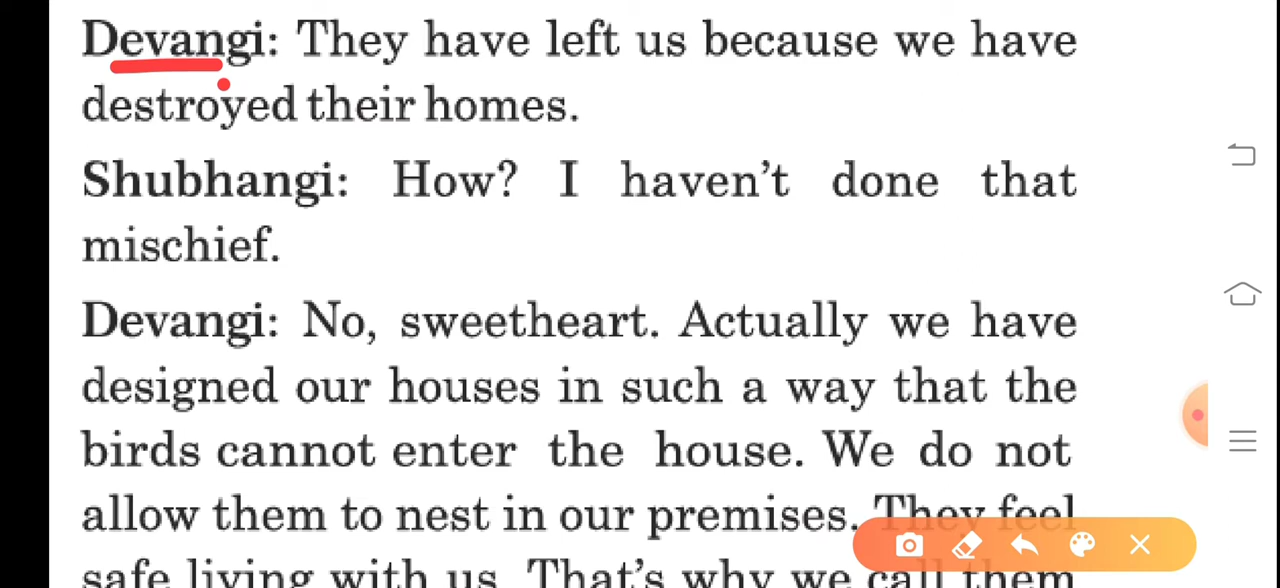 Devangi: They have left us because we have
destroyed their homes.
Shubhangi: How? I haven't done that
mischief.
Devangi: No, sweetheart. Actually we have
designed our houses in such a way that the
birds cannot enter the house. We do not
allow them to nest in our premises. They feel
safe living with us. That's why we call them